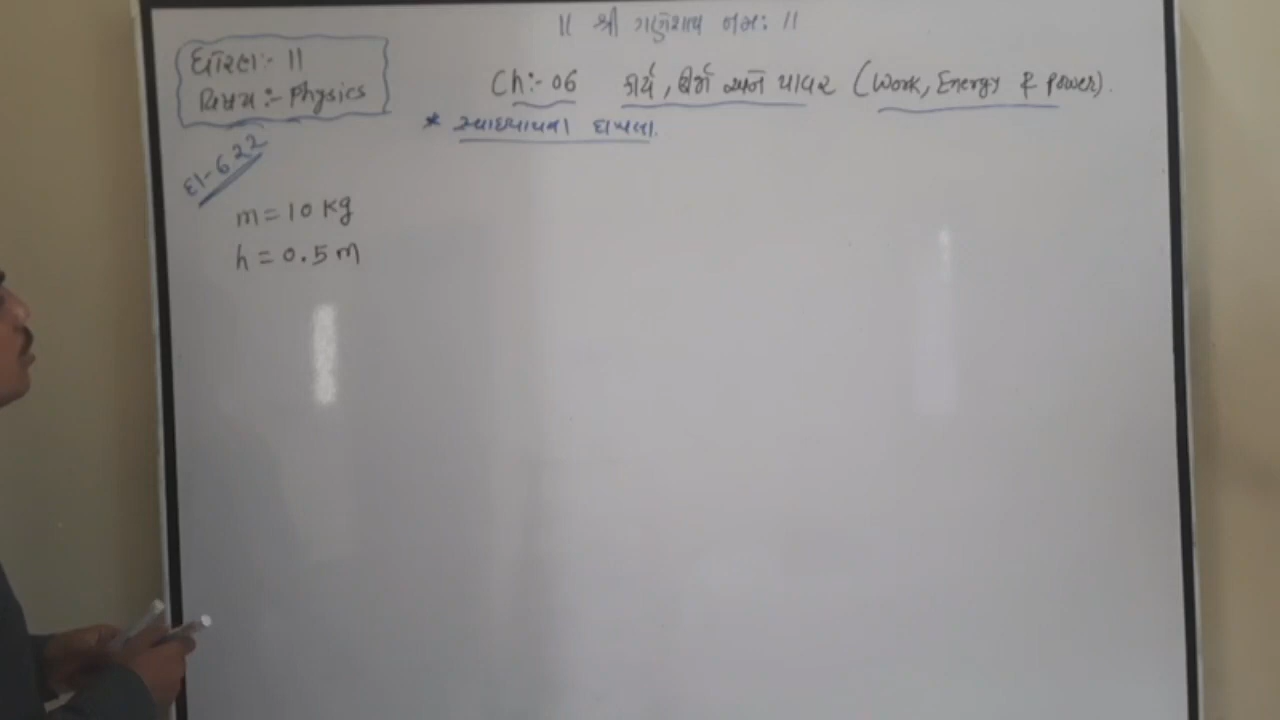 ॥ श्री ગણેશાય નમઃ ॥
ધોરણ:- 11
વિષય:- Physics
Ch:- 06 કાર્ય, ઊર્જા અને પાવર (Work, Energy & Power).
* સ્વાધ્યાયના દાખલા.
દા-6.22
m = 10 kg
h = 0.5 m